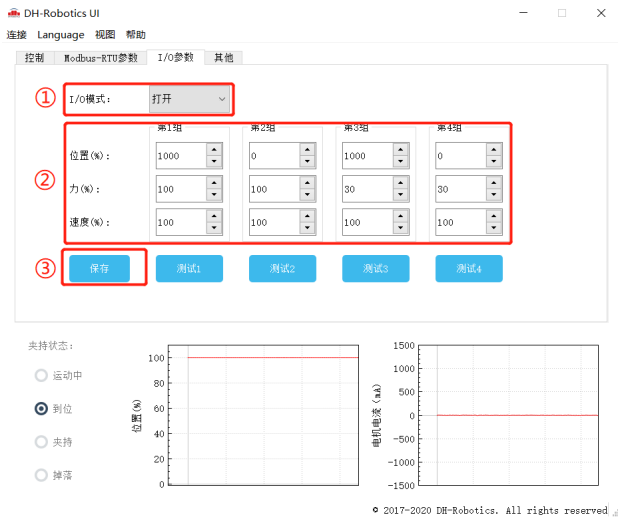 DH-Robotics UI
连接 Language 视图 帮助
控制 Modbus-RTU参数 I/O参数 其他
① I/O模式： 打开
第1组 第2组 第3组 第4组
② 位置(%)： 1000 0 1000 0
力(%)： 100 100 30 30
速度(%)： 100 100 100 100
③ 保存 测试1 测试2 测试3 测试4
夹持状态：
运动中
到位
夹持
掉落
位置(%)
100
80
60
40
20
0
电机电流（mA）
1500
1000
500
0
-500
-1000
-1500
© 2017-2020 DH-Robotics. All rights reserved